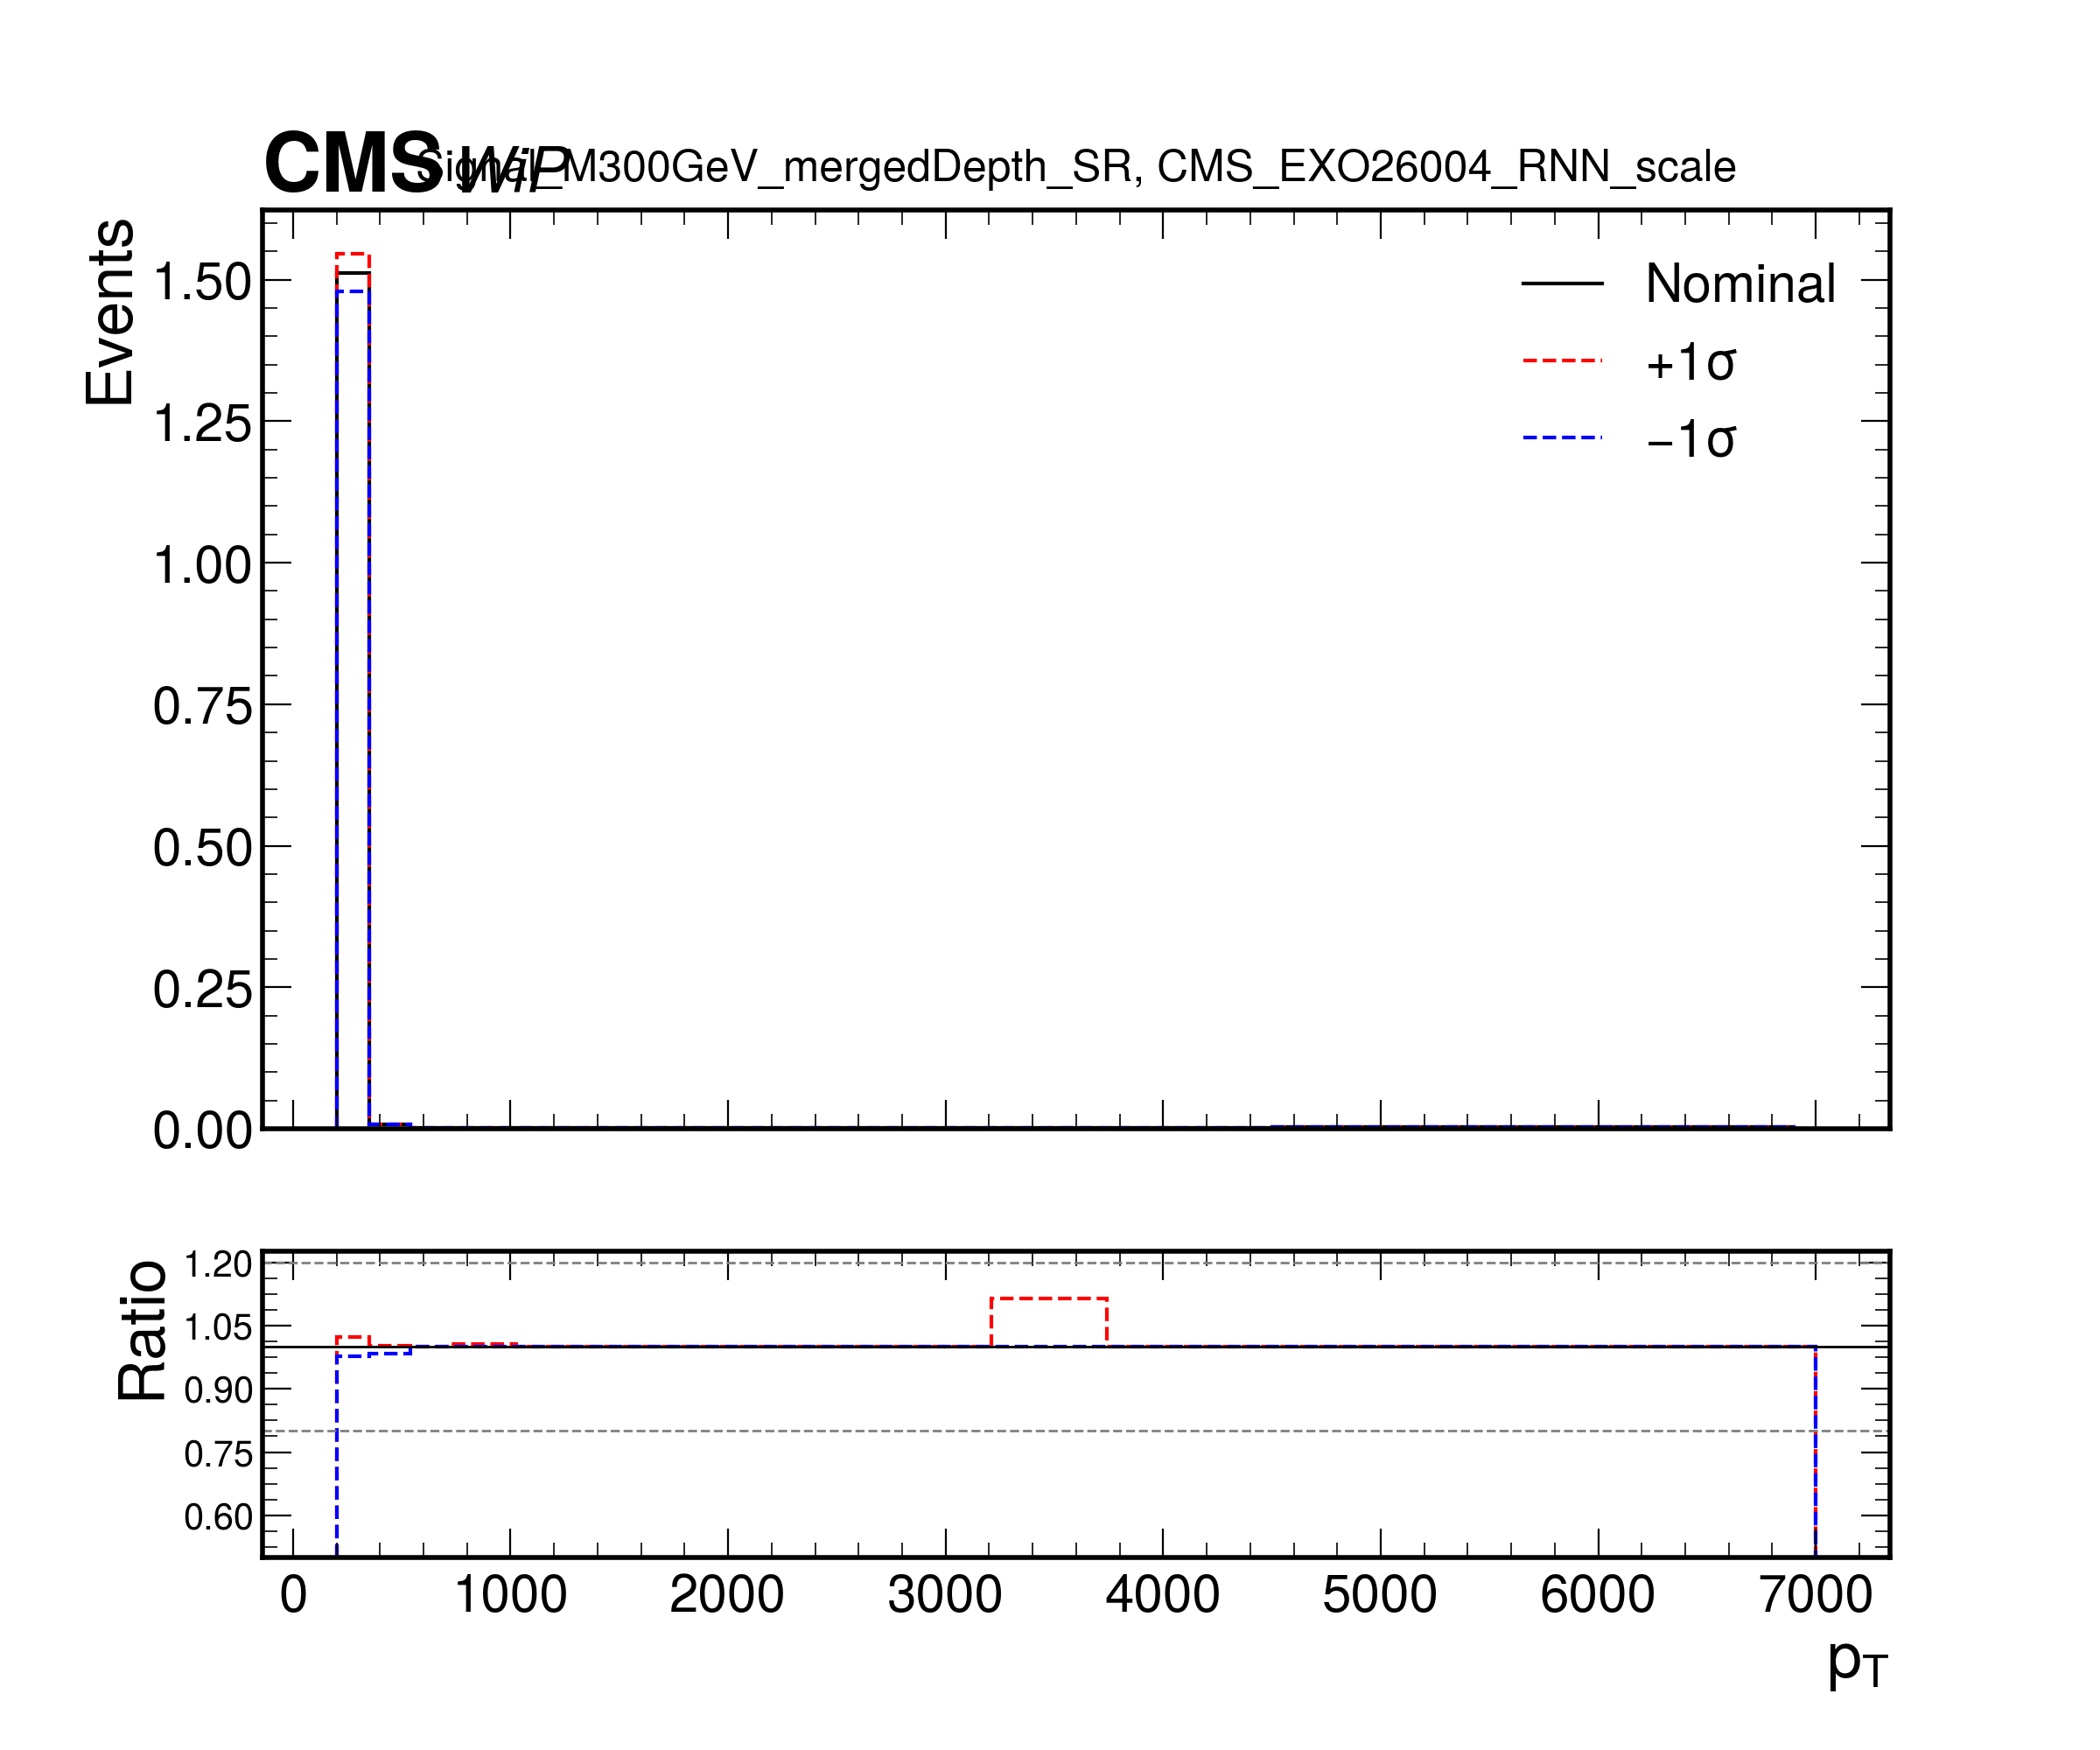 CMS WiP Signal_M300GeV_mergedDepth_SR, CMS_EXO26004_RNN_scale
Events
1.50
1.25
1.00
0.75
0.50
0.25
0.00
Nominal
+1σ
−1σ
Ratio
1.20
1.05
0.90
0.75
0.60
0 1000 2000 3000 4000 5000 6000 7000
pT